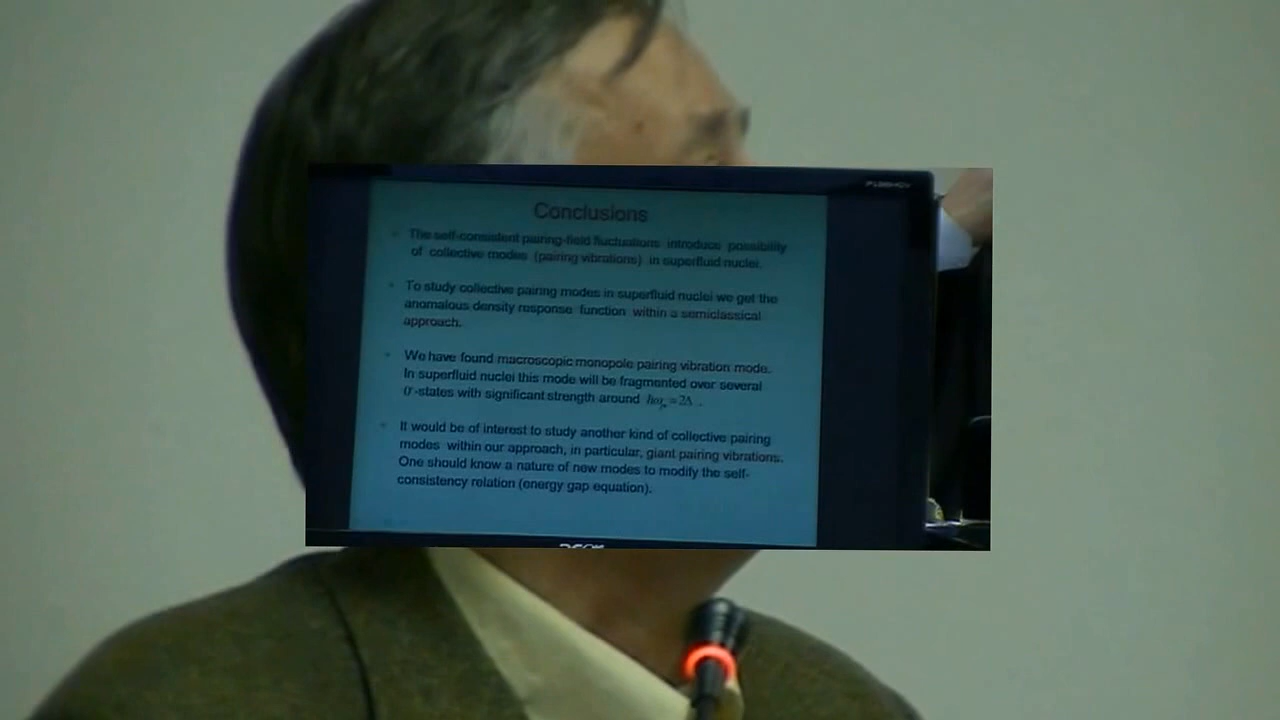 Conclusions
The self-consistent pairing-field fluctuations introduce possibility
of collective modes (pairing vibrations) in superfluid nuclei.
To study collective pairing modes in superfluid nuclei we get the
anomalous density response function within a semiclassical
approach.
We have found macroscopic monopole pairing vibration mode.
In superfluid nuclei this mode will be fragmented over several
-states with significant strength around = 2Δ .
It would be of interest to study another kind of collective pairing
modes within our approach, in particular, giant pairing vibrations.
One should know a nature of new modes to modify the self-
consistency relation (energy gap equation).